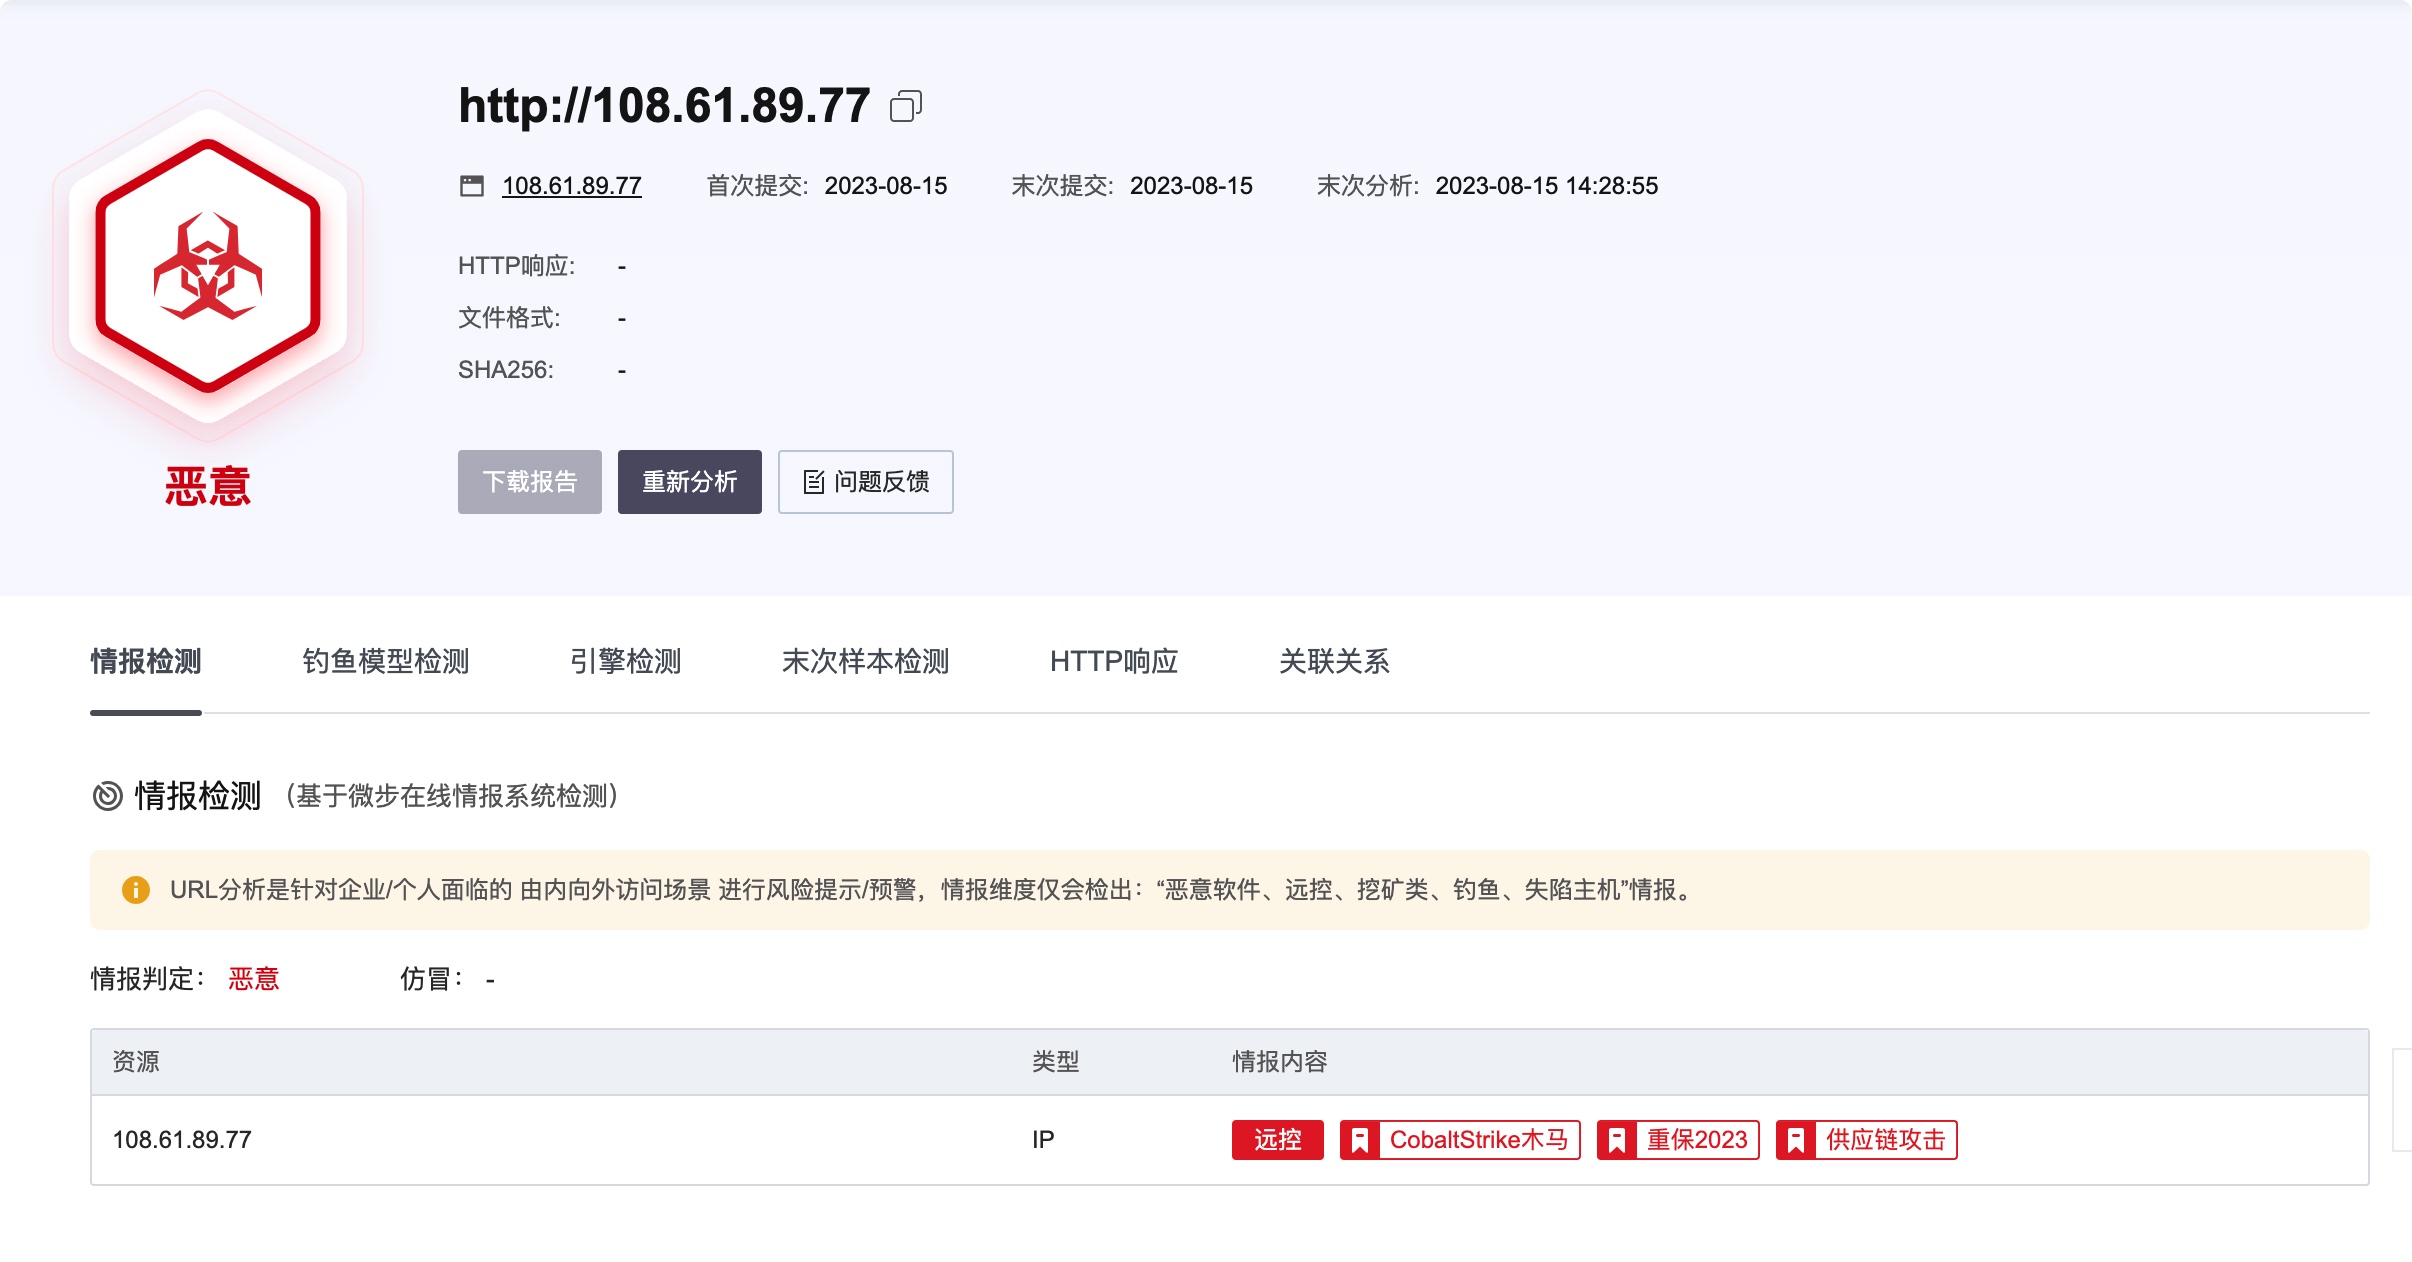 http://108.61.89.77
108.61.89.77 首次提交: 2023-08-15 末次提交: 2023-08-15 末次分析: 2023-08-15 14:28:55
HTTP响应: -
文件格式: -
SHA256: -
恶意
下载报告 重新分析 问题反馈
情报检测 钓鱼模型检测 引擎检测 末次样本检测 HTTP响应 关联关系
情报检测 （基于微步在线情报系统检测）
URL分析是针对企业/个人面临的 由内向外访问场景 进行风险提示/预警，情报维度仅会检出：“恶意软件、远控、挖矿类、钓鱼、失陷主机”情报。
情报判定： 恶意 仿冒： -
资源 类型 情报内容
108.61.89.77 IP 远控 CobaltStrike木马 重保2023 供应链攻击